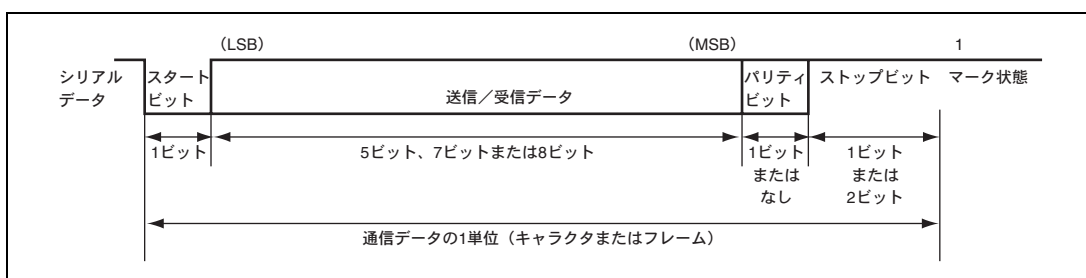 (LSB)
(MSB)
1
シリアル
データ
スタート
ビット
送信／受信データ
パリティ
ビット
ストップビット
マーク状態
1ビット
5ビット、7ビットまたは8ビット
1ビット
または
なし
1ビット
または
2ビット
通信データの1単位（キャラクタまたはフレーム）